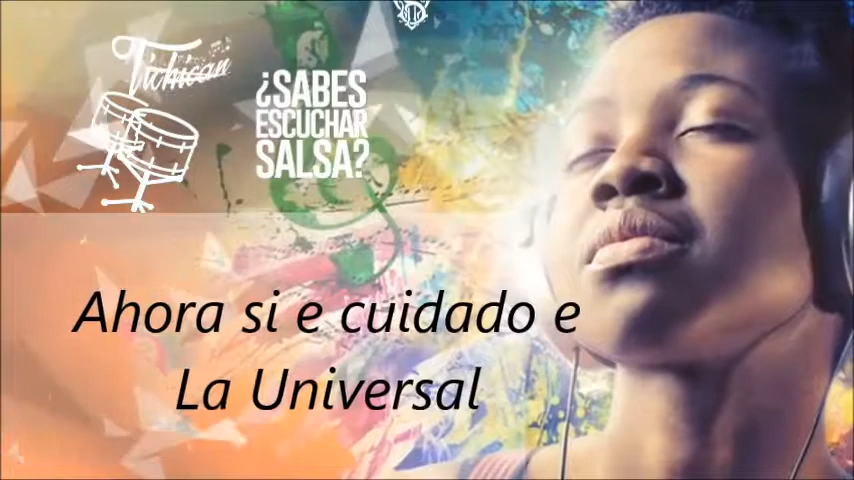 Tichican
¿SABES
ESCUCHAR
SALSA?
Ahora si e cuidado e
La Universal